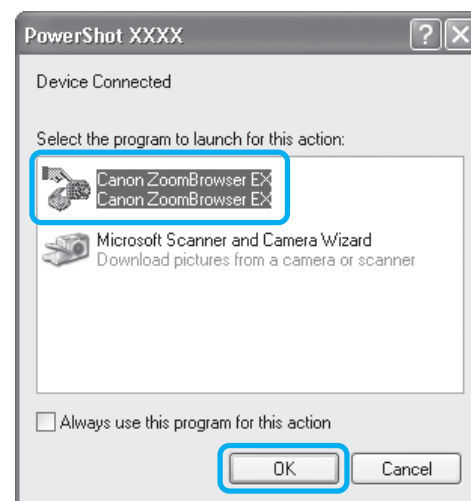 PowerShot XXXX
Device Connected
Select the program to launch for this action:
Canon ZoomBrowser EX
Canon ZoomBrowser EX
Microsoft Scanner and Camera Wizard
Download pictures from a camera or scanner
Always use this program for this action
OK Cancel